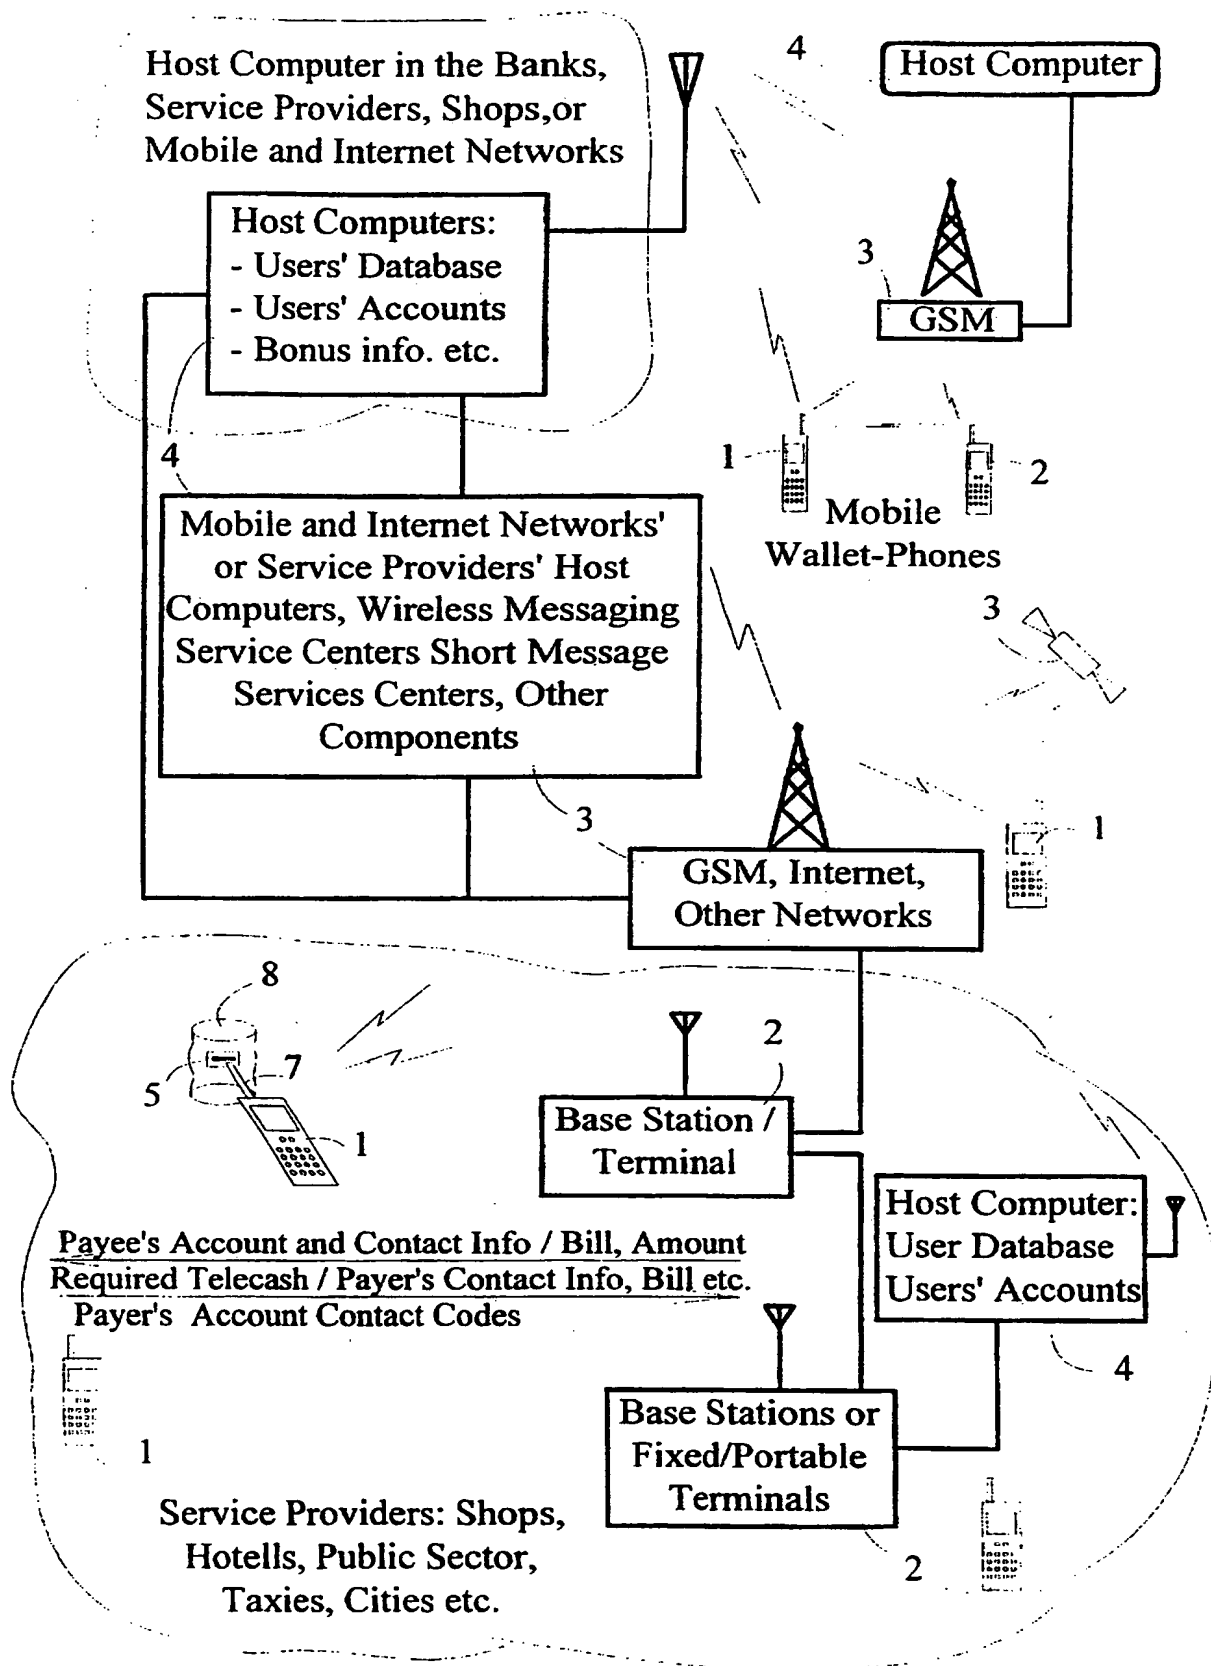 Host Computer in the Banks,
Service Providers, Shops,or
Mobile and Internet Networks
4
Host Computer
Host Computers:
- Users' Database
- Users' Accounts
- Bonus info. etc.
3
GSM
4
1
2
Mobile
Wallet-Phones
Mobile and Internet Networks'
or Service Providers' Host
Computers, Wireless Messaging
Service Centers Short Message
Services Centers, Other
Components
3
3
1
GSM, Internet,
Other Networks
8
5
7
1
2
Base Station /
Terminal
Host Computer:
User Database
Users' Accounts
4
Payee's Account and Contact Info / Bill, Amount
Required Telecash / Payer's Contact Info, Bill etc.
Payer's Account Contact Codes
1
Base Stations or
Fixed/Portable
Terminals
2
Service Providers: Shops,
Hotells, Public Sector,
Taxies, Cities etc.